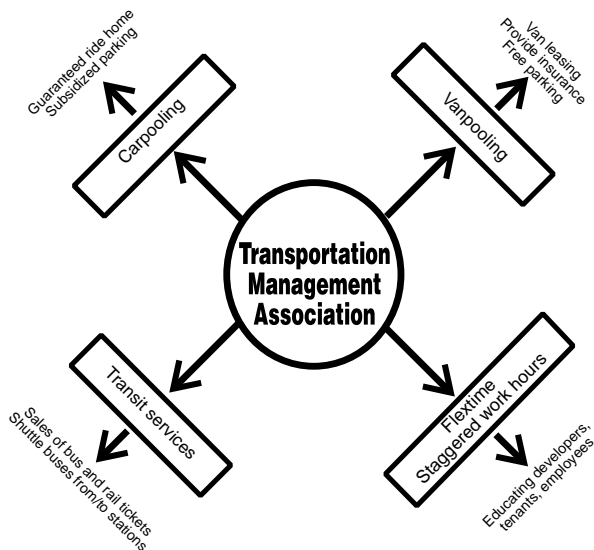 Guaranteed ride home
Subsidized parking
Carpooling
Van leasing
Provide insurance
Free parking
Vanpooling
Transportation
Management
Association
Transit services
Sales of bus and rail tickets
Shuttle buses from/to stations
Flextime
Staggered work hours
Educating developers,
tenants, employees